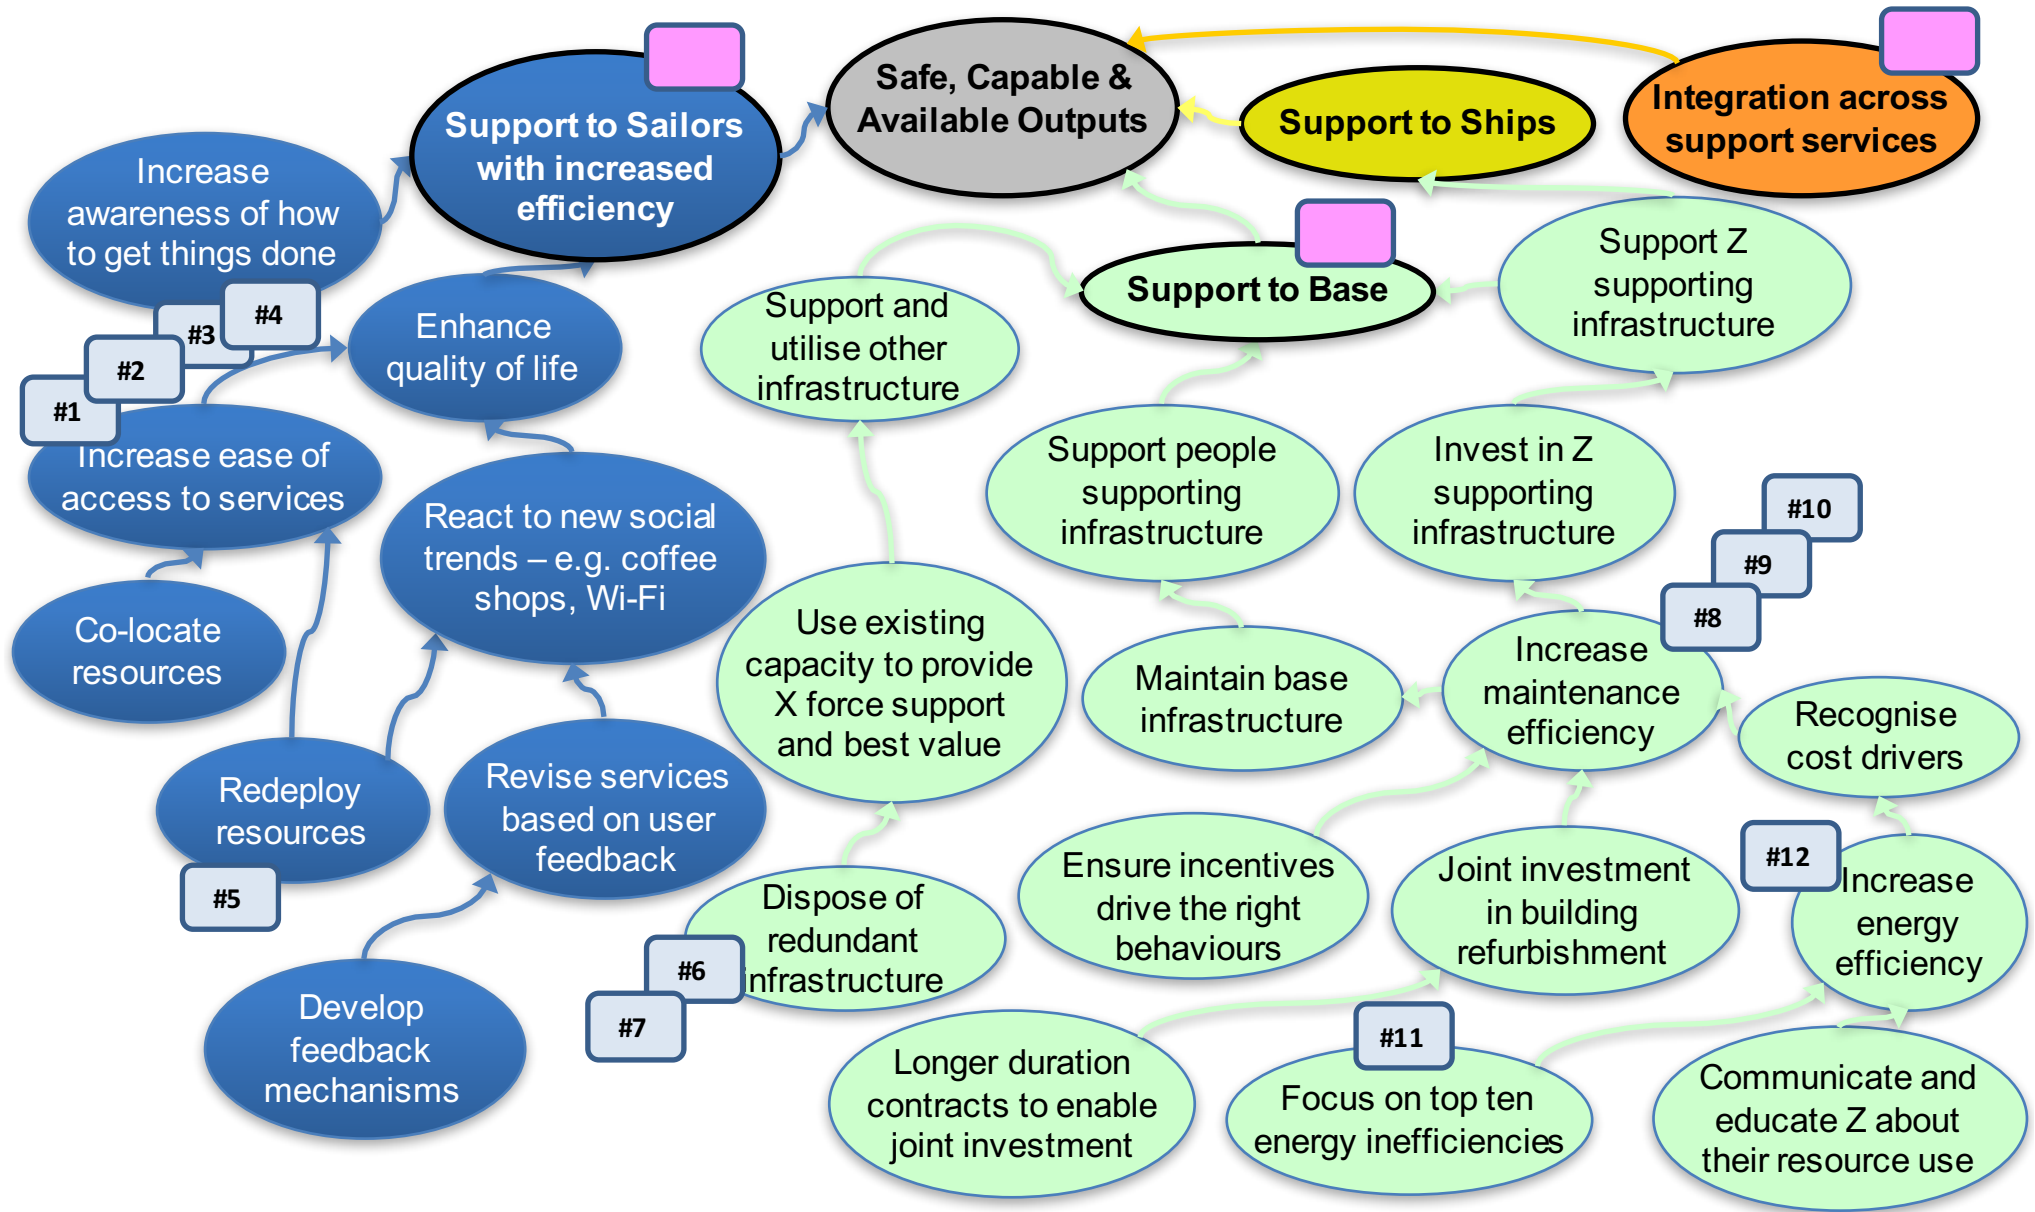 Safe, Capable &
Available Outputs
Support to Sailors
with increased
efficiency
Support to Ships
Integration across
support services
Increase
awareness of how
to get things done
#4
#3
#2
#1
Enhance
quality of life
Support and
utilise other
infrastructure
Support to Base
Support Z
supporting
infrastructure
Increase ease of
access to services
React to new social
trends – e.g. coffee
shops, Wi-Fi
Support people
supporting
infrastructure
Invest in Z
supporting
infrastructure
#10
#9
#8
Co-locate
resources
Use existing
capacity to provide
X force support
and best value
Maintain base
infrastructure
Increase
maintenance
efficiency
Recognise
cost drivers
Redeploy
resources
#5
Revise services
based on user
feedback
Dispose of
redundant
infrastructure
#6
#7
Ensure incentives
drive the right
behaviours
Joint investment
in building
refurbishment
#12
Increase
energy
efficiency
Develop
feedback
mechanisms
Longer duration
contracts to enable
joint investment
#11
Focus on top ten
energy inefficiencies
Communicate and
educate Z about
their resource use